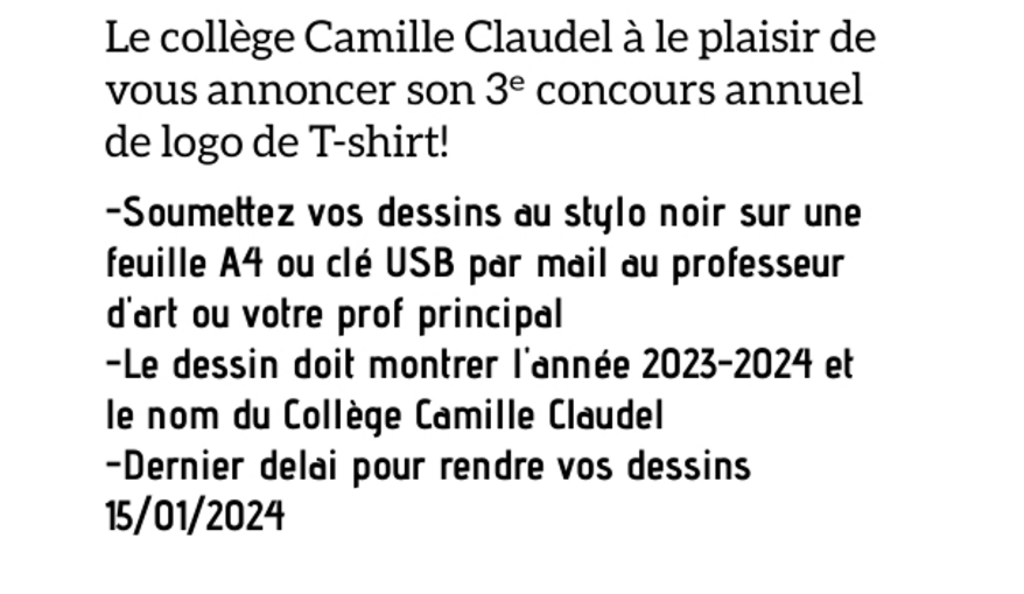 Le collège Camille Claudel à le plaisir de
vous annoncer son 3ᵉ concours annuel
de logo de T-shirt!
-Soumettez vos dessins au stylo noir sur une
feuille A4 ou clé USB par mail au professeur
d'art ou votre prof principal
-Le dessin doit montrer l'année 2023-2024 et
le nom du Collège Camille Claudel
-Dernier delai pour rendre vos dessins
15/01/2024